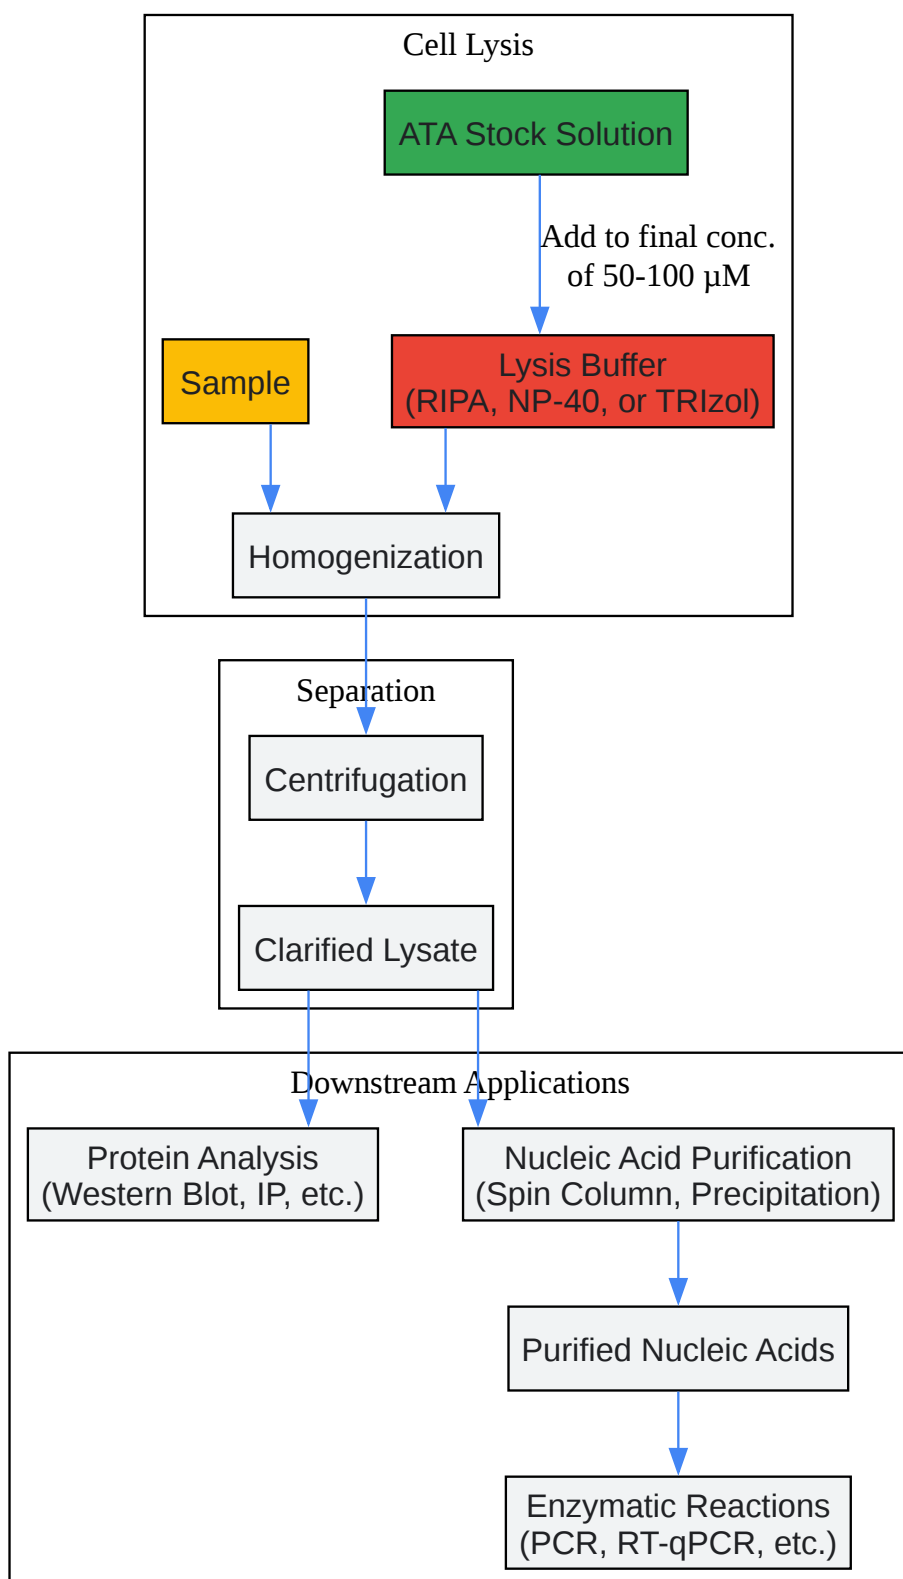 Cell Lysis
ATA Stock Solution
Add to final conc.
of 50-100 µM
Sample
Lysis Buffer
(RIPA, NP-40, or TRIzol)
Homogenization
Separation
Centrifugation
Clarified Lysate
Downstream Applications
Protein Analysis
(Western Blot, IP, etc.)
Nucleic Acid Purification
(Spin Column, Precipitation)
Purified Nucleic Acids
Enzymatic Reactions
(PCR, RT-qPCR, etc.)